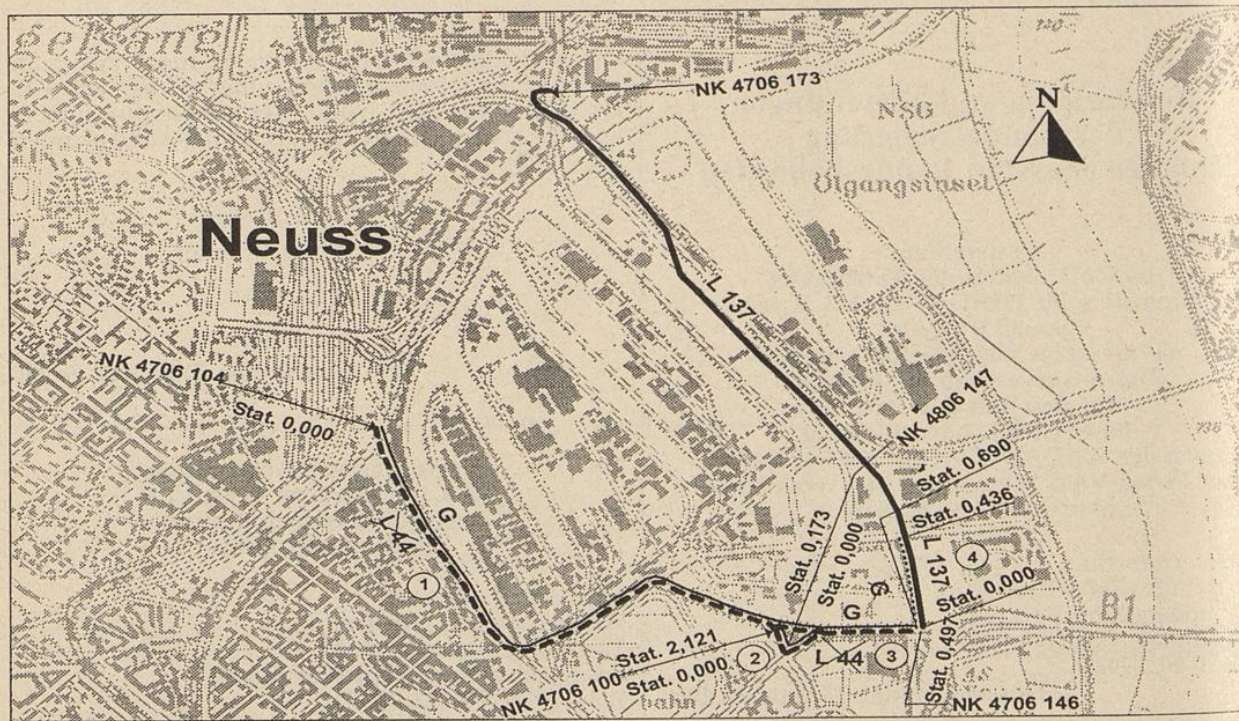 gelsang
NK 4706 173
NSG
N
Ölgangsinsel
Neuss
L 137
NK 4706 104
Stat. 0,000
NK 4806 147
Stat. 0,690
Stat. 0,436
G
L 44
1
Stat. 0,173
Stat. 0,000
G
G
L 137
4
Stat. 0,000
B1
Stat. 2,121
Stat. 0,000
2
L 44
3
Stat. 0,497
NK 4706 100
bahn
NK 4706 146